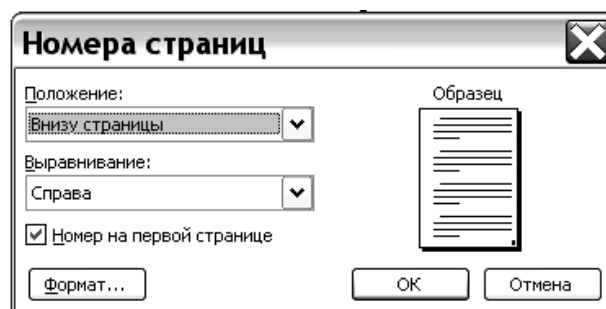 Номера страниц
Положение:
Образец
Внизу страницы
Выравнивание:
Справа
Номер на первой странице
Формат...
ОК
Отмена